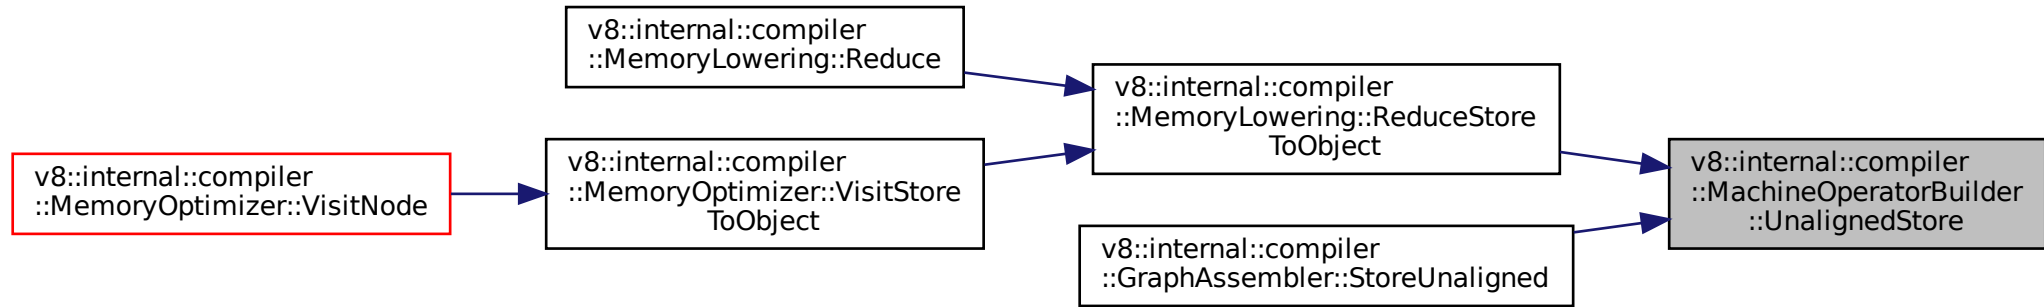 v8::internal::compiler
::MemoryLowering::Reduce
v8::internal::compiler
::MemoryLowering::ReduceStore
ToObject
v8::internal::compiler
::MemoryOptimizer::VisitNode
v8::internal::compiler
::MemoryOptimizer::VisitStore
ToObject
v8::internal::compiler
::MachineOperatorBuilder
::UnalignedStore
v8::internal::compiler
::GraphAssembler::StoreUnaligned